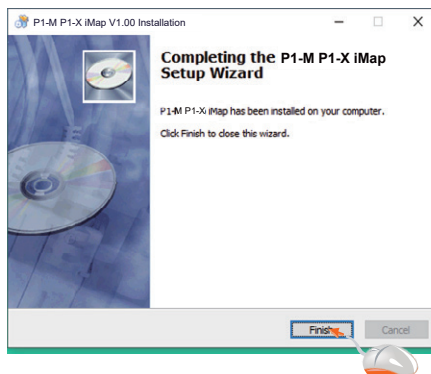 P1-M P1-X iMap V1.00 Installation
Completing the P1-M P1-X iMap
Setup Wizard
P1-M P1-X iMap has been installed on your computer.
Click Finish to close this wizard.
Finish
Cancel